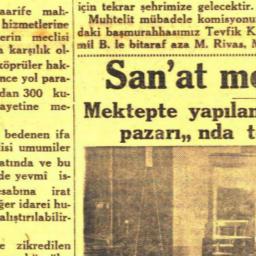 aarife mah-
hizmetlerine
erin meclisi
a karşılık ol-
köprüler hak-
nce yol para-
dan 300 ku-
ayetine me-
bedenen ifa
isi umumiler
atında ve bu
de yevmî is-
esabına irat
ğer idarei hu-
alıştırılabilir-
e zikredilen
için tekrar şehrimize gelecektir.
Muhtelit mübadele komisyonu
daki başmurahhasımız Tevfik K
mil B. le bitaraf aza M. Rivas, M
San'at me
Mektepte yapılan
pazarı„ nda t